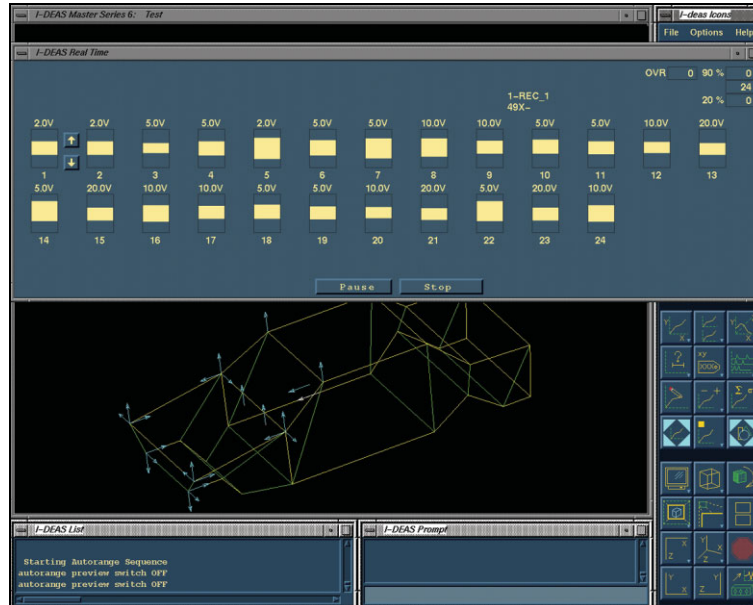 I-DEAS Master Series 6: Test
I-deas Icons
File Options Help
I-DEAS Real Time
OVR 0 90 % 0
24
20 % 0
1-REC_1
49X-
2.0V 2.0V 5.0V 5.0V 2.0V 5.0V 10.0V 10.0V 10.0V 5.0V 5.0V 10.0V 20.0V
1 2 3 4 5 6 7 8 9 10 11 12 13
5.0V 20.0V 10.0V 10.0V 5.0V 5.0V 10.0V 20.0V 5.0V 20.0V 10.0V
14 15 16 17 18 19 20 21 22 23 24
Pause Stop
Y X
Y X
? xy XXXe
- + Σ
I-DEAS List
I-DEAS Prompt
Starting Autorange Sequence
autorange preview switch OFF
autorange preview switch OFF
Z X Y X Z
Y X Y Z